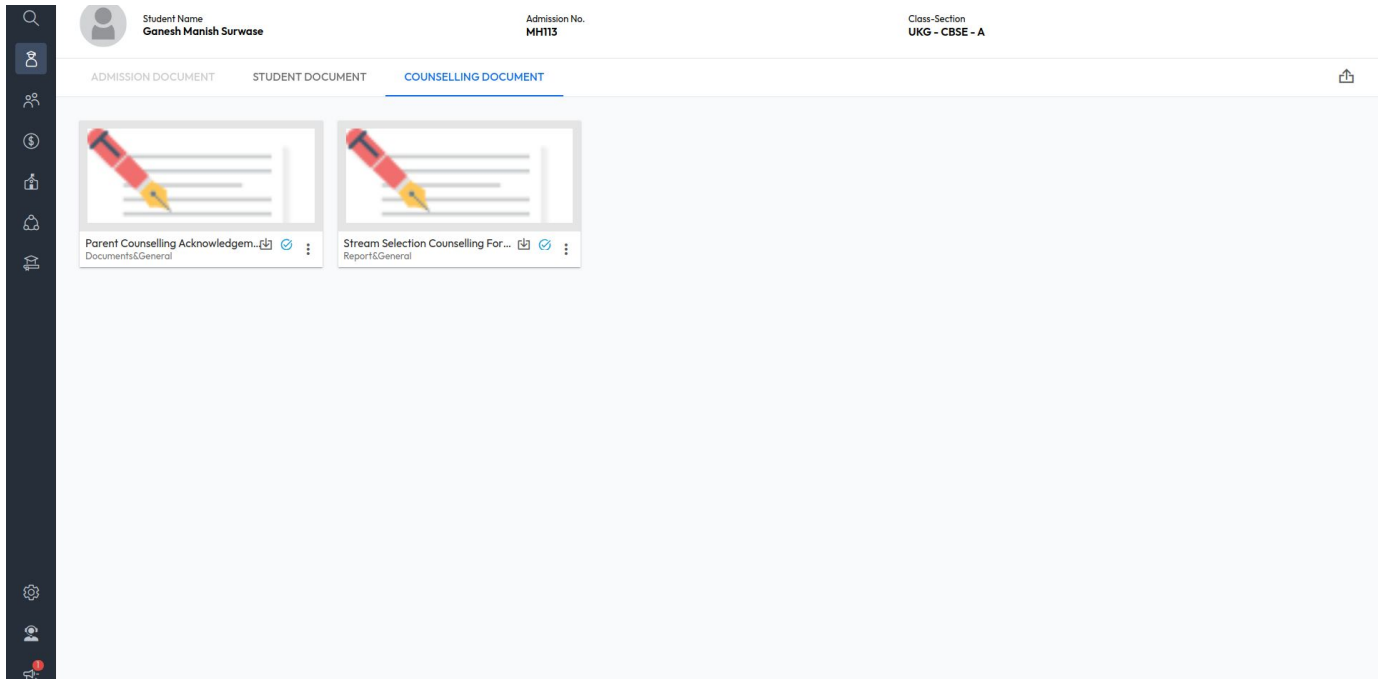 Student Name
Ganesh Manish Surwase
Admission No.
MH113
Class-Section
UKG - CBSE - A
ADMISSION DOCUMENT
STUDENT DOCUMENT
COUNSELLING DOCUMENT
Parent Counselling Acknowledgem...
Documents&General
Stream Selection Counselling For...
Report&General
1